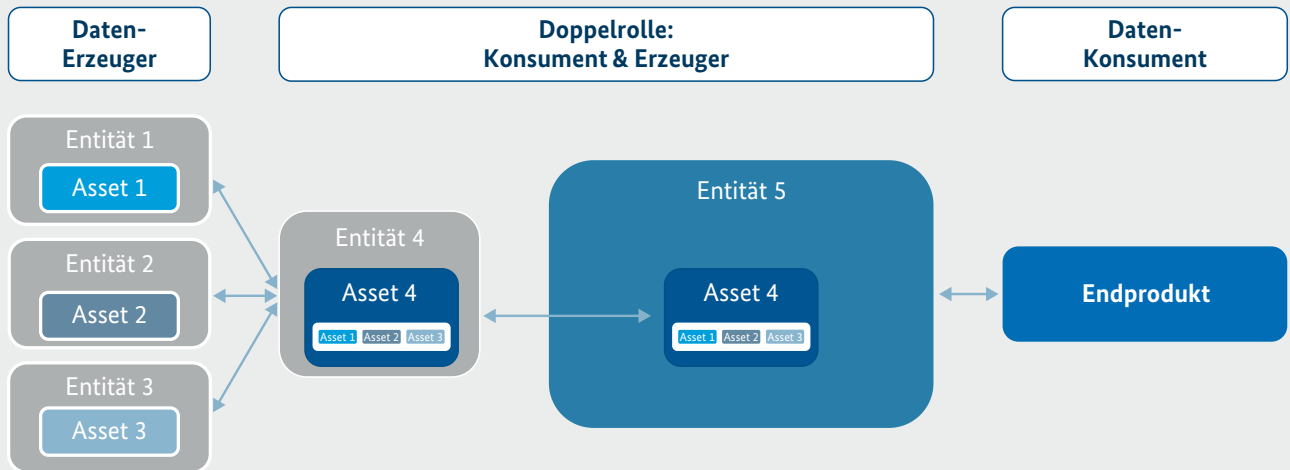 Daten-
Erzeuger
Doppelrolle:
Konsument & Erzeuger
Daten-
Konsument
Entität 1
Asset 1
Entität 2
Asset 2
Entität 3
Asset 3
Entität 4
Asset 4
Asset 1 Asset 2 Asset 3
Entität 5
Asset 4
Asset 1 Asset 2 Asset 3
Endprodukt